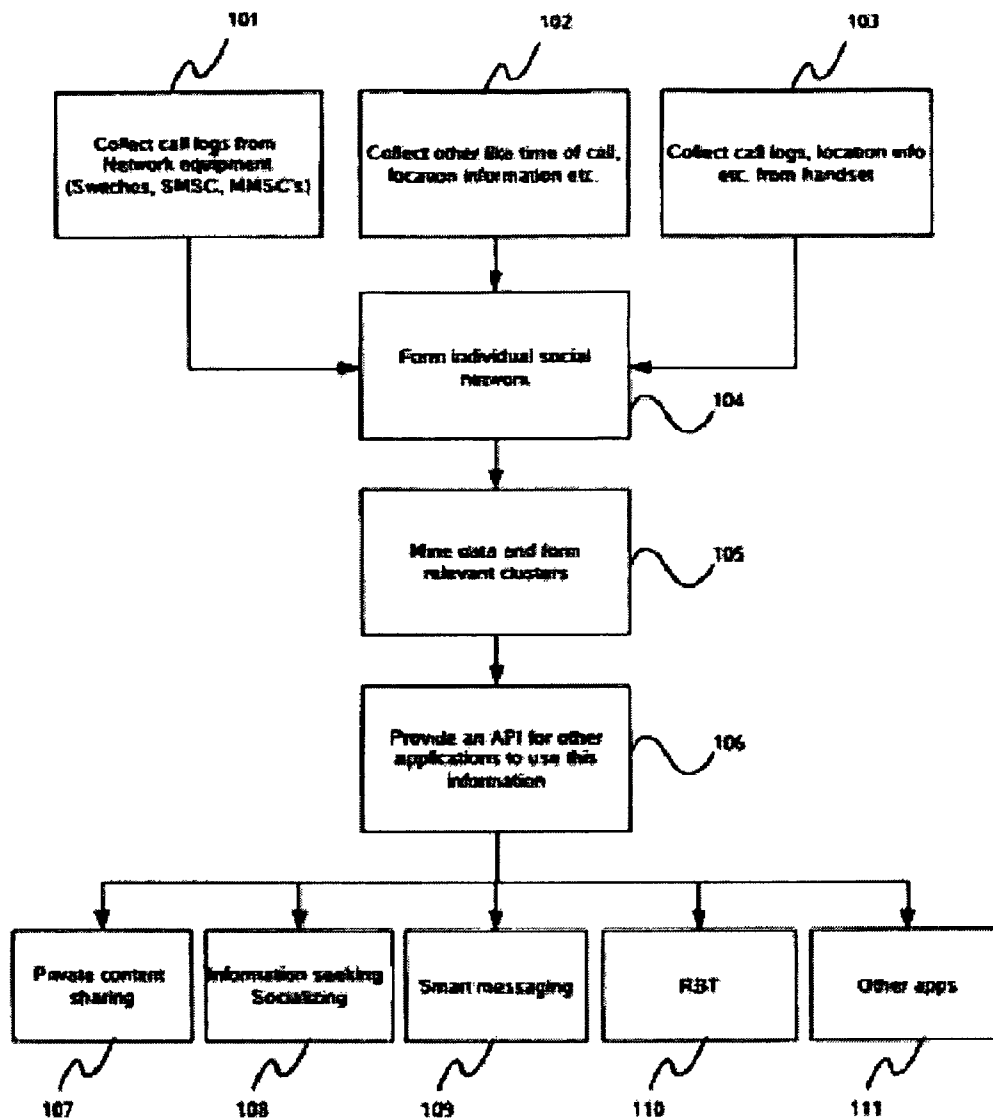 101
102
103
Collect call logs from
Network equipment
(Swiches, SMSC, MMSC's)
Collect other like time of call,
location information etc.
Collect call logs, location info
etc. from handset
Form individual social
network
104
Mine data and form
relevant clusters
105
Provide an API for other
applications to use this
information
106
Private content
sharing
Information seeking
Socializing
Smart messaging
RBT
Other apps
107
108
109
110
111